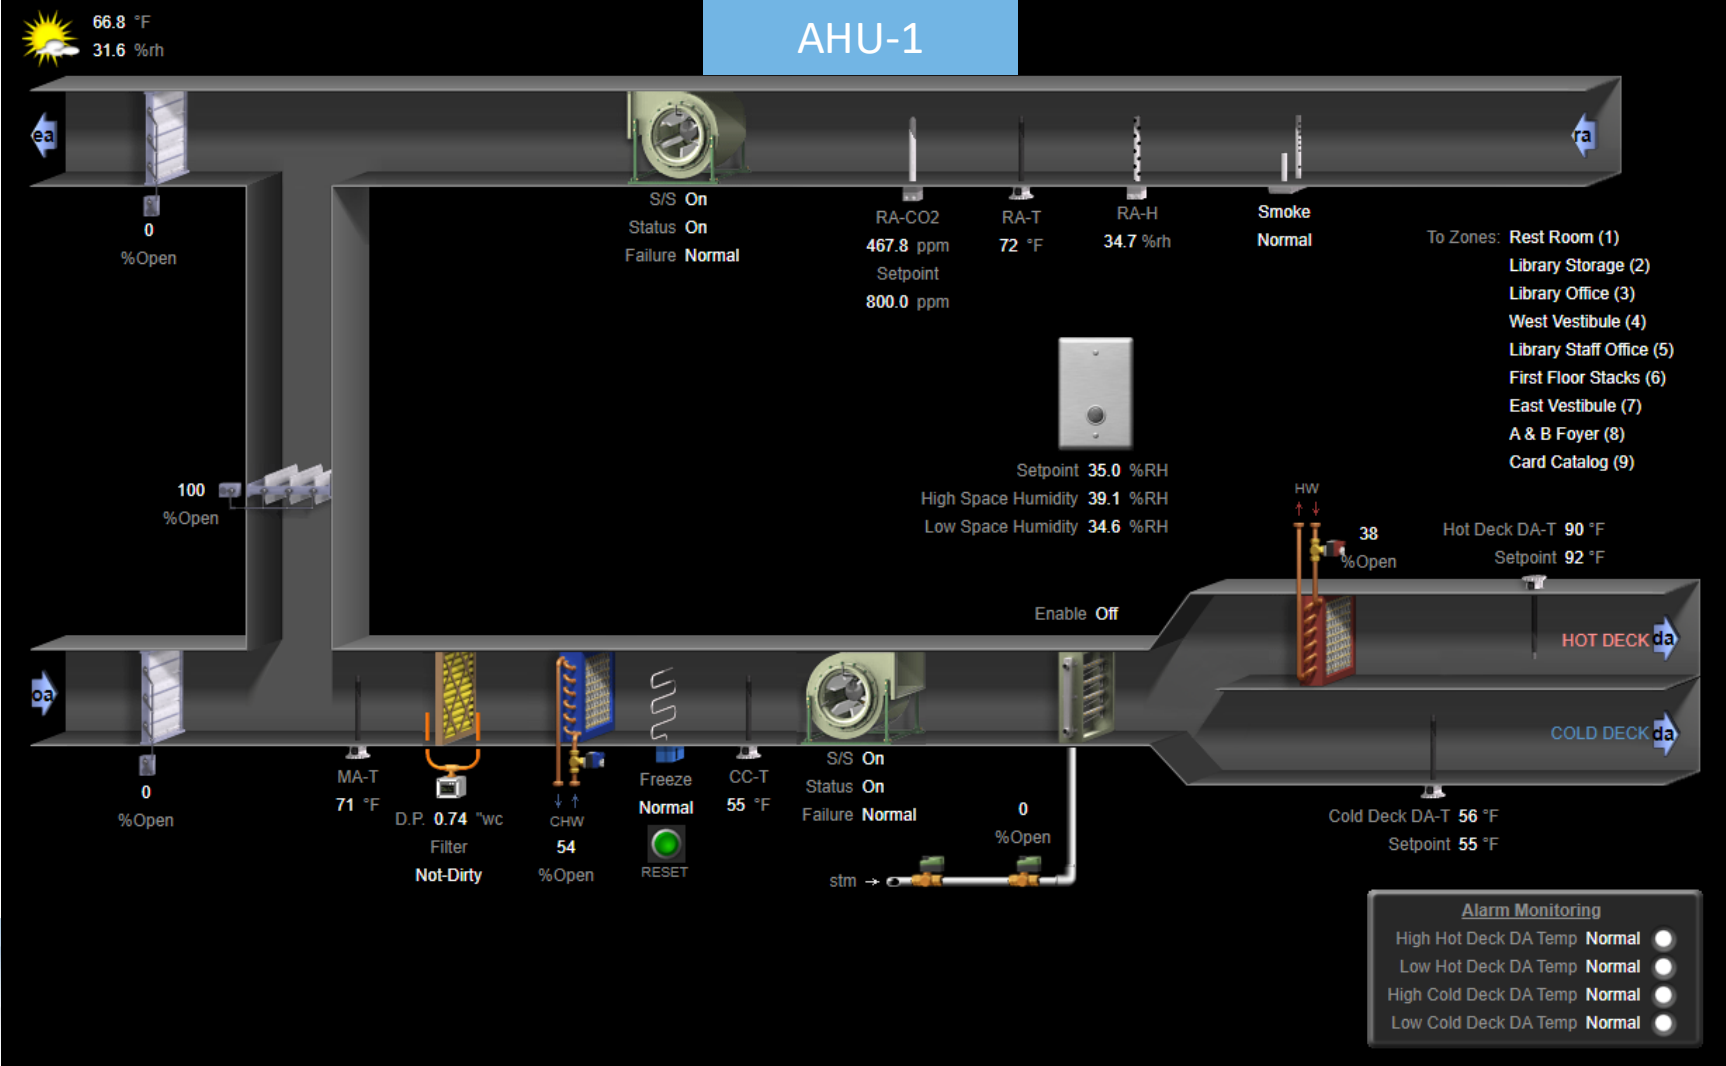 66.8 °F
31.6 %rh
AHU-1
ea
ra
0
%Open
S/S On
Status On
Failure Normal
RA-CO2
467.8 ppm
Setpoint
800.0 ppm
RA-T
72 °F
RA-H
34.7 %rh
Smoke
Normal
To Zones: Rest Room (1)
Library Storage (2)
Library Office (3)
West Vestibule (4)
Library Staff Office (5)
First Floor Stacks (6)
East Vestibule (7)
A & B Foyer (8)
Card Catalog (9)
100
%Open
Setpoint 35.0 %RH
High Space Humidity 39.1 %RH
Low Space Humidity 34.6 %RH
HW
38
%Open
Hot Deck DA-T 90 °F
Setpoint 92 °F
Enable Off
HOT DECK da
COLD DECK da
oa
0
%Open
MA-T
71 °F
D.P. 0.74 "wc
Filter
Not-Dirty
CHW
54
%Open
Freeze
Normal
RESET
CC-T
55 °F
S/S On
Status On
Failure Normal
0
%Open
stm →
Cold Deck DA-T 56 °F
Setpoint 55 °F
Alarm Monitoring
High Hot Deck DA Temp Normal
Low Hot Deck DA Temp Normal
High Cold Deck DA Temp Normal
Low Cold Deck DA Temp Normal